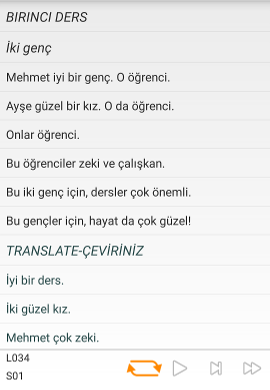 BIRINCI DERS
İki genç
Mehmet iyi bir genç. O öğrenci.
Ayşe güzel bir kız. O da öğrenci.
Onlar öğrenci.
Bu öğrenciler zeki ve çalışkan.
Bu iki genç için, dersler çok önemli.
Bu gençler için, hayat da çok güzel!
TRANSLATE-ÇEVİRİNİZ
İyi bir ders.
İki güzel kız.
Mehmet çok zeki.
L034
S01